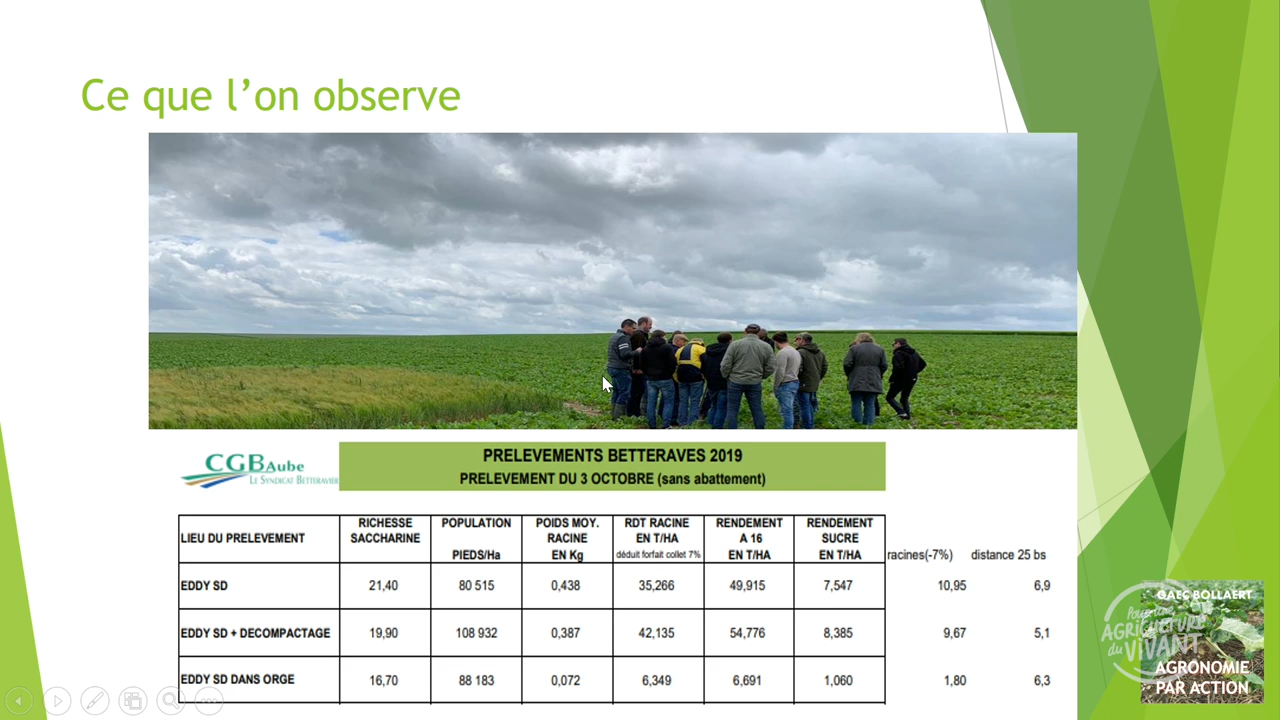 Ce que l’on observe
CGBAube
LE SYNDICAT BETTERAVIER
PRELEVEMENTS BETTERAVES 2019
PRELEVEMENT DU 3 OCTOBRE (sans abattement)
LIEU DU PRELEVEMENT
RICHESSE SACCHARINE
POPULATION PIEDS/Ha
POIDS MOY. RACINE EN Kg
RDT RACINE EN T/HA déduit forfait collet 7%
RENDEMENT A 16 EN T/HA
RENDEMENT SUCRE EN T/HA
racines(-7%) distance 25 bs
EDDY SD 21,40 80 515 0,438 35,266 49,915 7,547 10,95 6,9
EDDY SD + DECOMPACTAGE 19,90 108 932 0,387 42,135 54,776 8,385 9,67 5,1
EDDY SD DANS ORGE 16,70 88 183 0,072 6,349 6,691 1,060 1,80 6,3
GAEC BOLLAERT
Pour une
AGRICULTURE
du VIVANT
AGRONOMIE
PAR ACTION